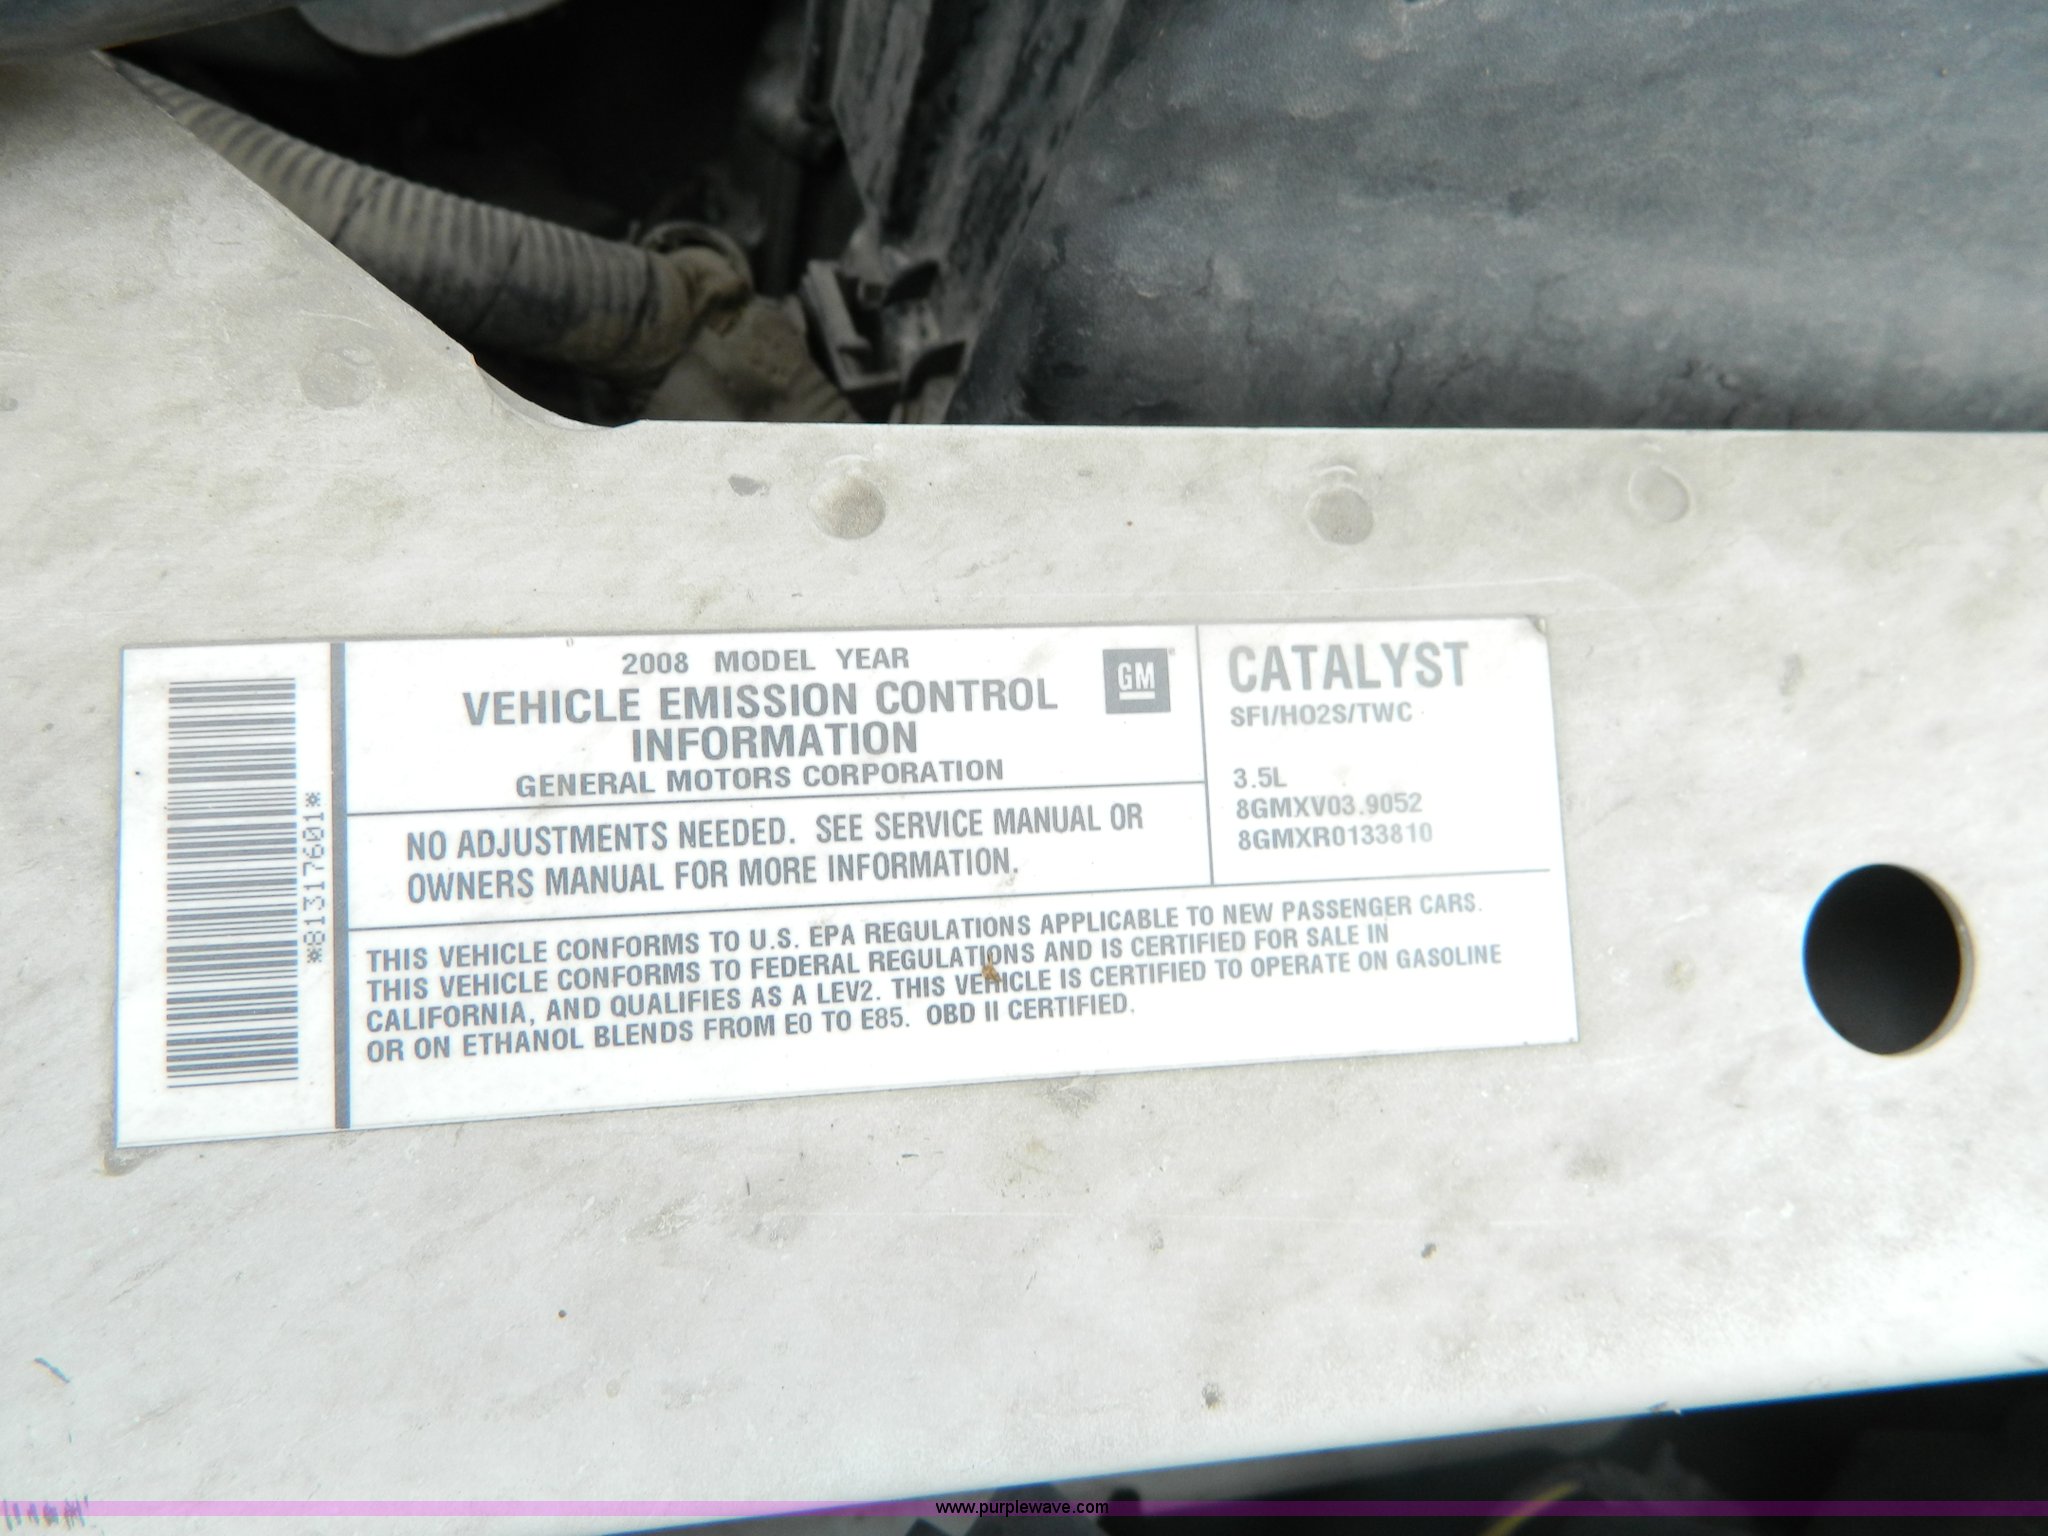 *81317601*
2008 MODEL YEAR
VEHICLE EMISSION CONTROL
INFORMATION
GENERAL MOTORS CORPORATION
GM
NO ADJUSTMENTS NEEDED. SEE SERVICE MANUAL OR
OWNERS MANUAL FOR MORE INFORMATION.
CATALYST
SFI/HO2S/TWC
3.5L
8GMXV03.9052
8GMXR0133810
THIS VEHICLE CONFORMS TO U.S. EPA REGULATIONS APPLICABLE TO NEW PASSENGER CARS.
THIS VEHICLE CONFORMS TO FEDERAL REGULATIONS AND IS CERTIFIED FOR SALE IN
CALIFORNIA, AND QUALIFIES AS A LEV2. THIS VEHICLE IS CERTIFIED TO OPERATE ON GASOLINE
OR ON ETHANOL BLENDS FROM E0 TO E85. OBD II CERTIFIED.
www.purplewave.com